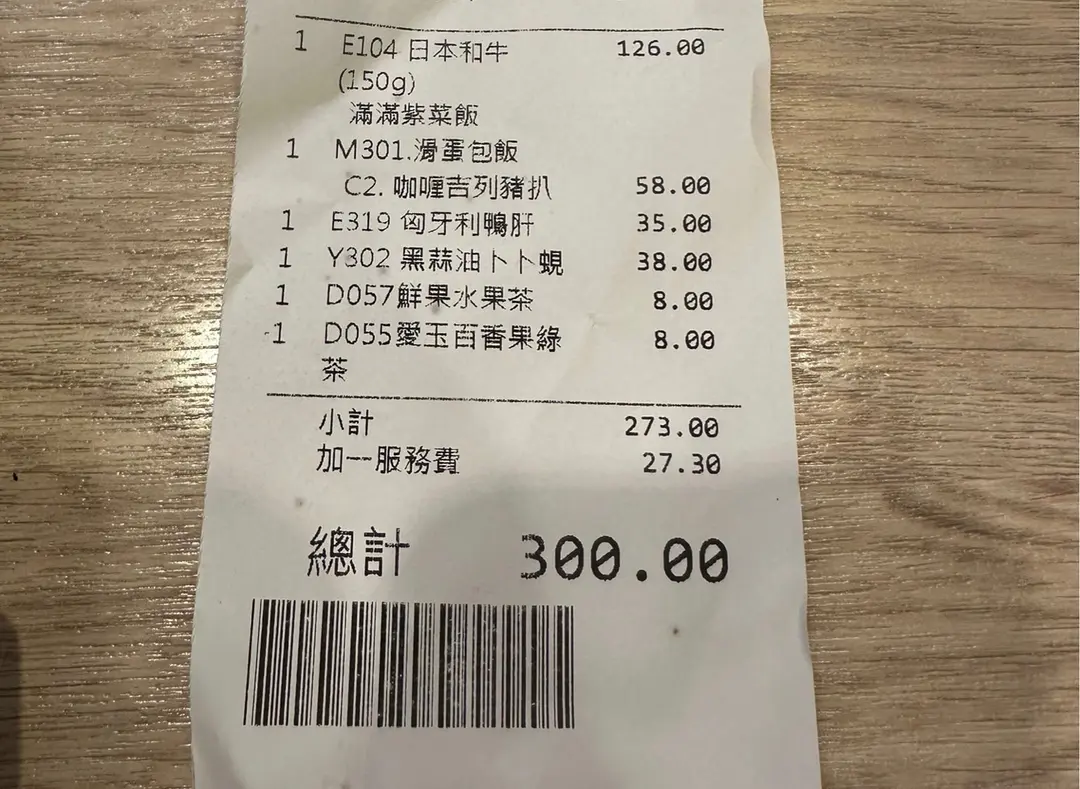 1 E104 日本和牛 126.00
(150g)
滿滿紫菜飯
1 M301.滑蛋包飯
C2. 咖喱吉列豬扒 58.00
1 E319 匈牙利鴨肝 35.00
1 Y302 黑蒜油卜卜蜆 38.00
1 D057鮮果水果茶 8.00
1 D055愛玉百香果綠 8.00
茶
小計 273.00
加一服務費 27.30
總計 300.00